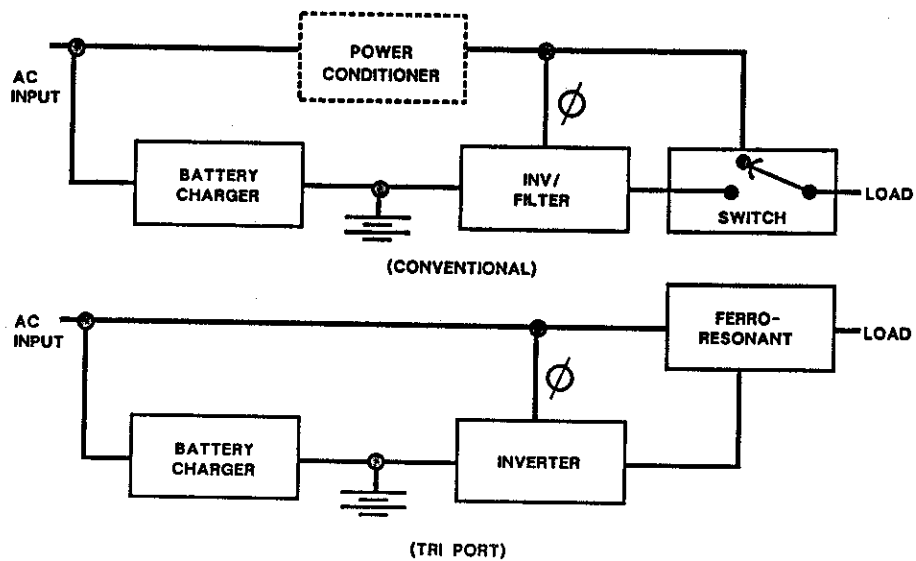 POWER
CONDITIONER
AC
INPUT
ϕ
BATTERY
CHARGER
INV/
FILTER
LOAD
SWITCH
(CONVENTIONAL)
AC
INPUT
FERRO-
RESONANT
LOAD
ϕ
BATTERY
CHARGER
INVERTER
(TRI PORT)